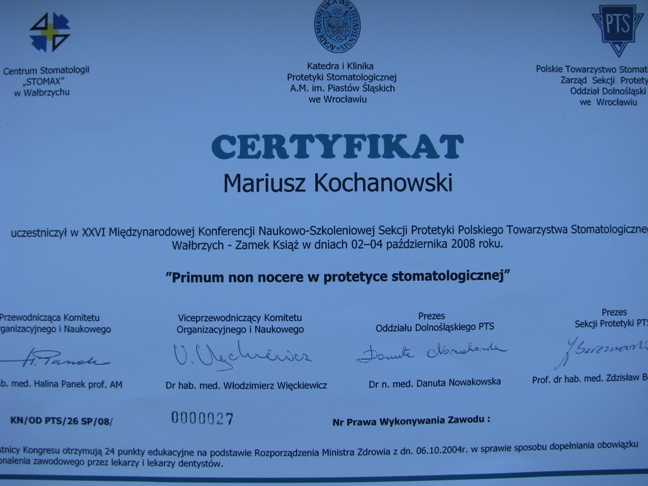 Centrum Stomatologii
„STOMAX"
w Wałbrzychu
Katedra i Klinika
Protetyki Stomatologicznej
A.M. im. Piastów Śląskich
we Wrocławiu
PTS
Polskie Towarzystwo
Zarząd Sekcji
Oddział Dolnośląski
we Wrocławiu
CERTYFIKAT
Mariusz Kochanowski
uczestniczył w XXVI Międzynarodowej Konferencji Naukowo-Szkoleniowej Sekcji Protetyki Polskiego Towarzystwa
Wałbrzych - Zamek Książ w dniach 02–04 października 2008 roku.
"Primum non nocere w protetyce stomatologicznej"
Przewodnicząca Komitetu
i Naukowego
H. Panek
hab. med. Halina Panek prof. AM
Viceprzewodniczący Komitetu
Organizacyjnego i Naukowego
W. Więckiewicz
Dr hab. med. Włodzimierz Więckiewicz
Prezes
Oddziału Dolnośląskiego PTS
Danuta Nowakowska
Dr n. med. Danuta Nowakowska
Prezes
Sekcji Protetyki PTS
Prof. dr hab. med. Zdzisław
KN/OD PTS/26 SP/08/ 0000027 Nr Prawa Wykonywania Zawodu :
Kongresu otrzymują 24 punkty edukacyjne na podstawie Rozporządzenia Ministra Zdrowia z dn. 06.10.2004r. w sprawie sposobu dopełniania obowiązku
zawodowego przez lekarzy i lekarzy dentystów.